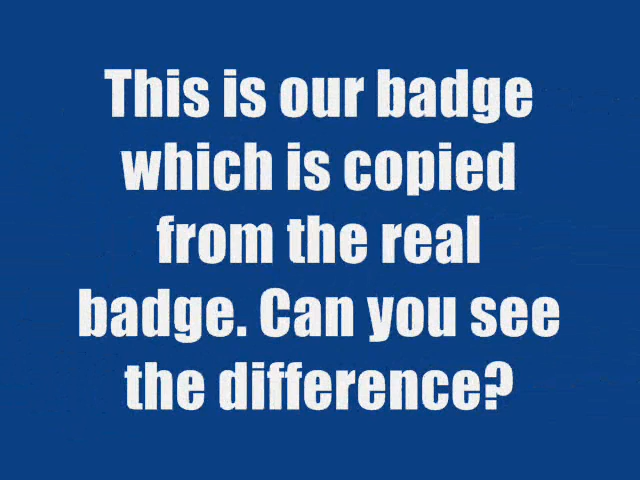 This is our badge
which is copied
from the real
badge. Can you see
the difference?